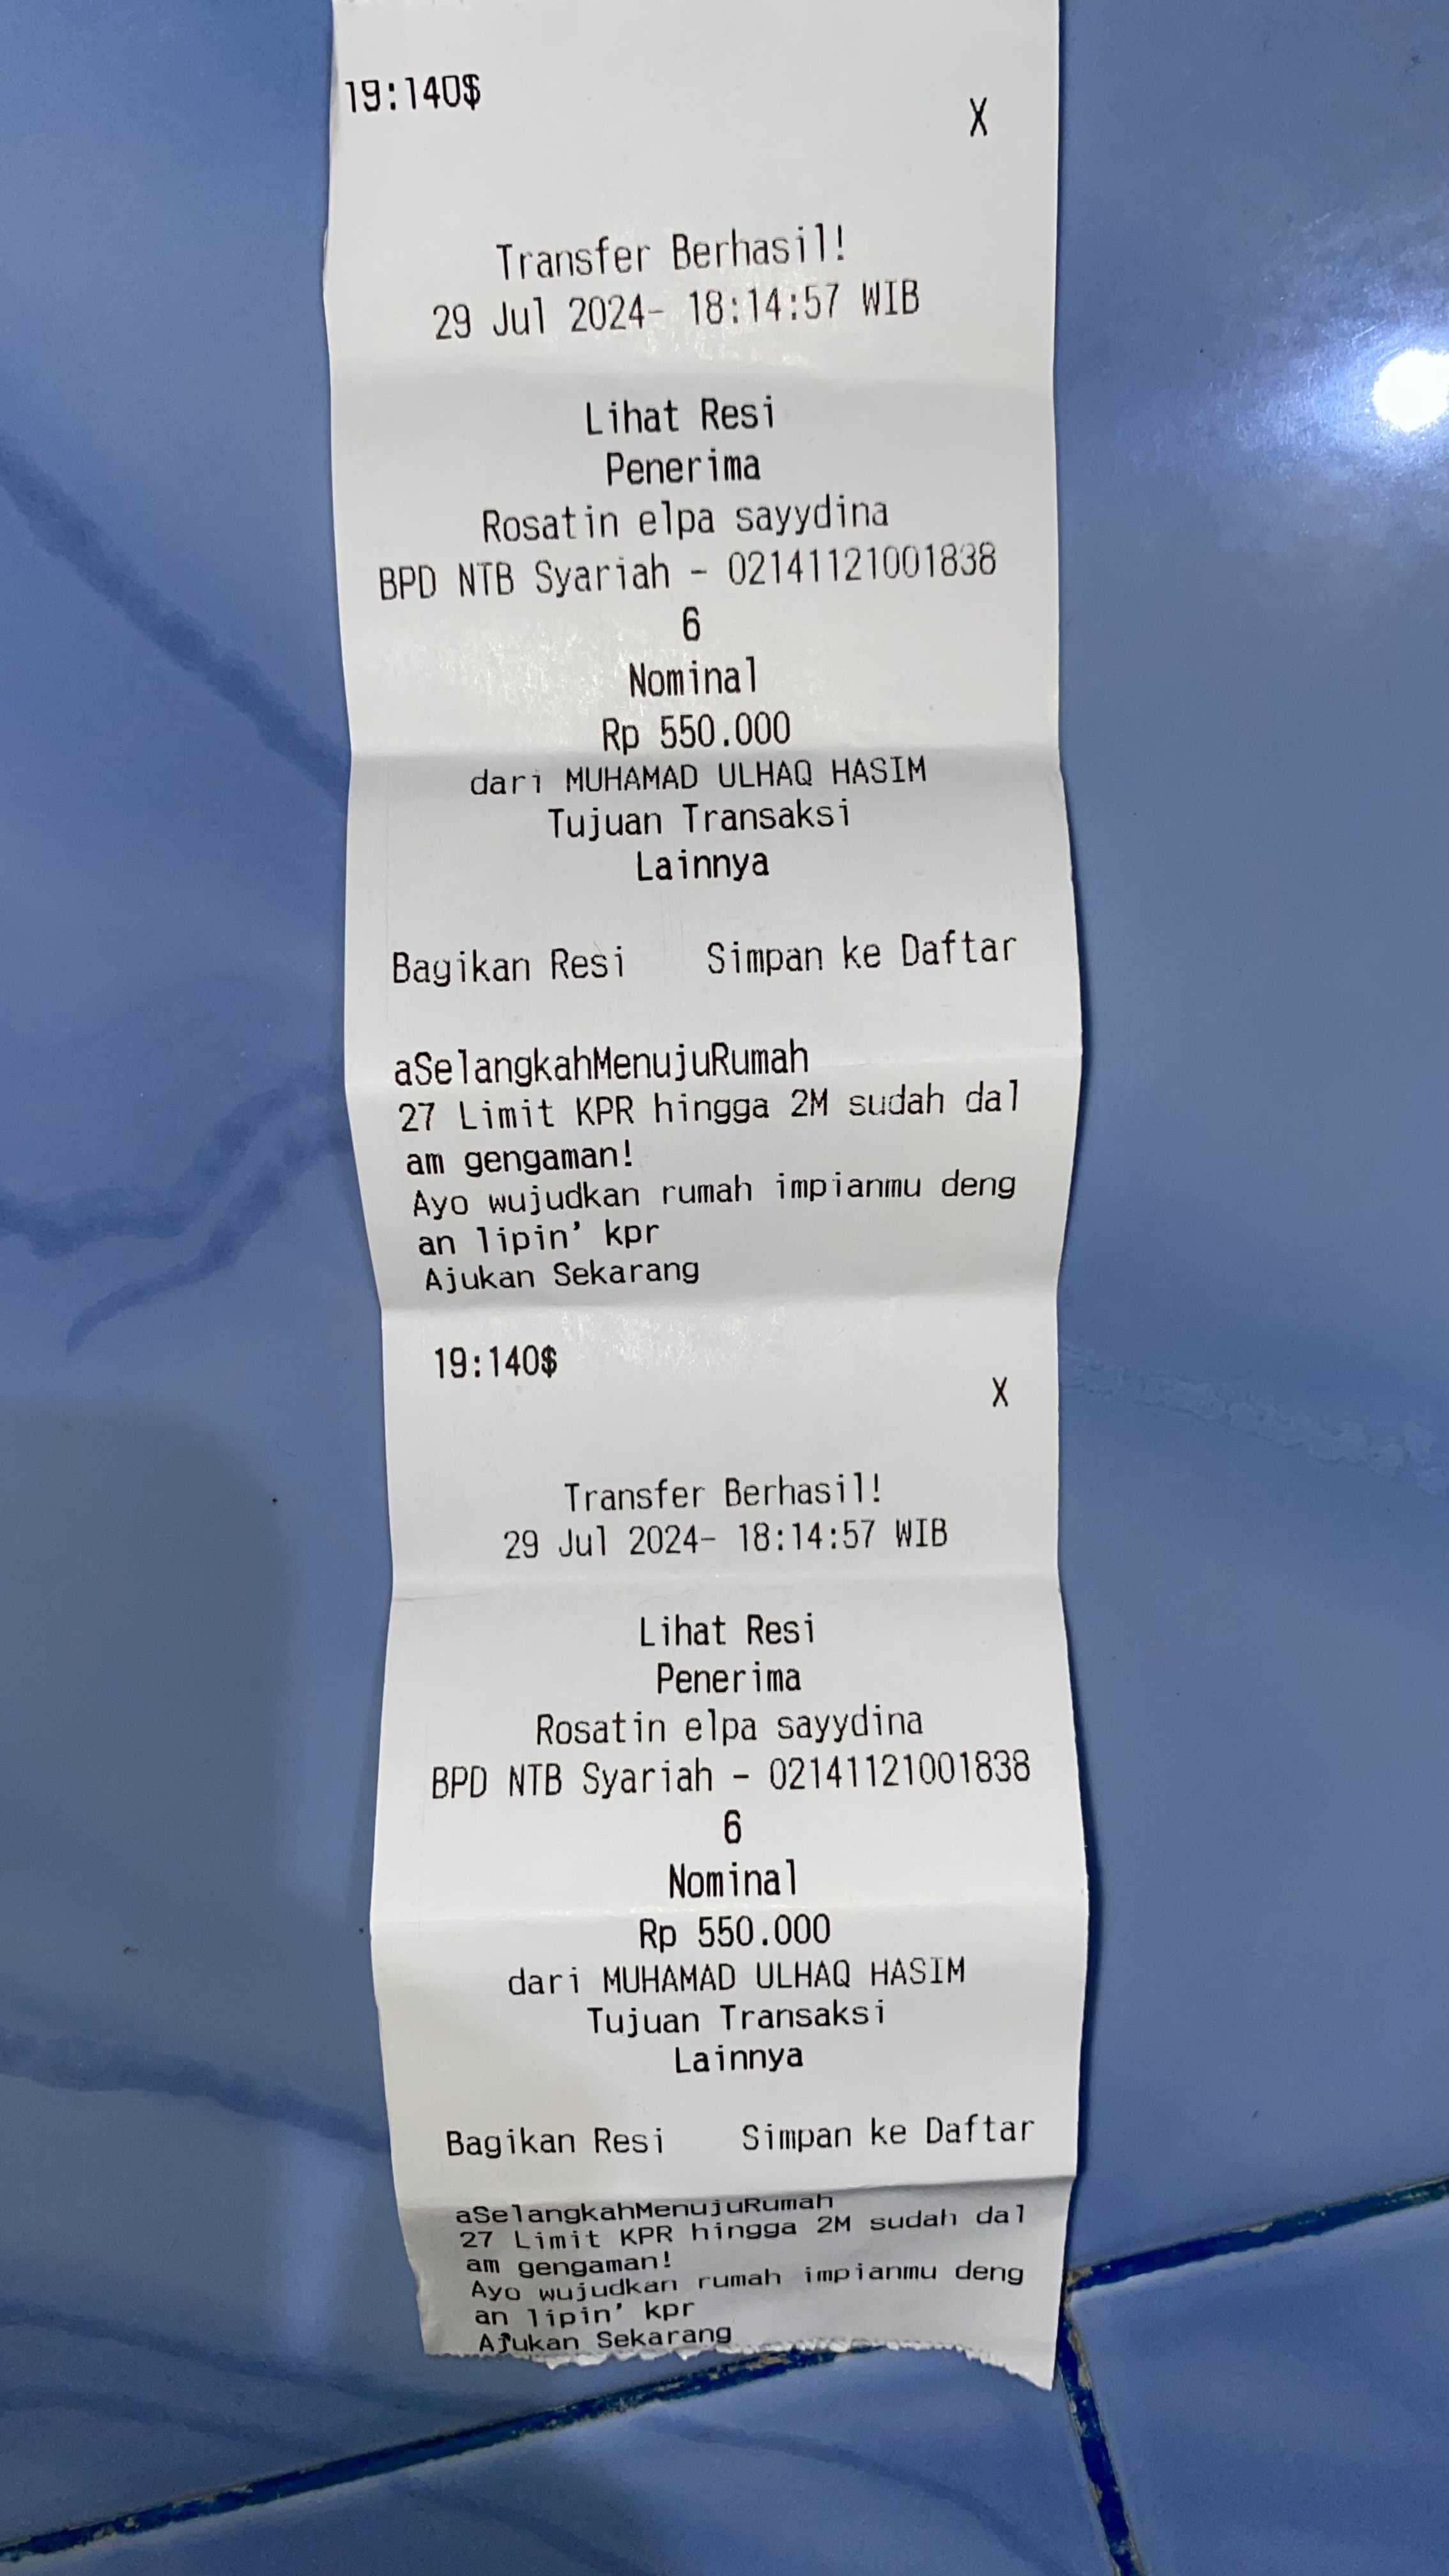 19:140$
X
Transfer Berhasil!
29 Jul 2024- 18:14:57 WIB
Lihat Resi
Penerima
Rosatin elpa sayydina
BPD NTB Syariah - 02141121001838
6
Nominal
Rp 550.000
dari MUHAMAD ULHAQ HASIM
Tujuan Transaksi
Lainnya
Bagikan Resi Simpan ke Daftar
aSelangkahMenujuRumah
27 Limit KPR hingga 2M sudah dal
am gengaman!
Ayo wujudkan rumah impianmu deng
an lipin' kpr
Ajukan Sekarang
19:140$
X
Transfer Berhasil!
29 Jul 2024- 18:14:57 WIB
Lihat Resi
Penerima
Rosatin elpa sayydina
BPD NTB Syariah - 02141121001838
6
Nominal
Rp 550.000
dari MUHAMAD ULHAQ HASIM
Tujuan Transaksi
Lainnya
Bagikan Resi Simpan ke Daftar
aSelangkahMenujuRumah
27 Limit KPR hingga 2M sudah dal
am gengaman!
Ayo wujudkan rumah impianmu deng
an lipin' kpr
Ajukan Sekarang